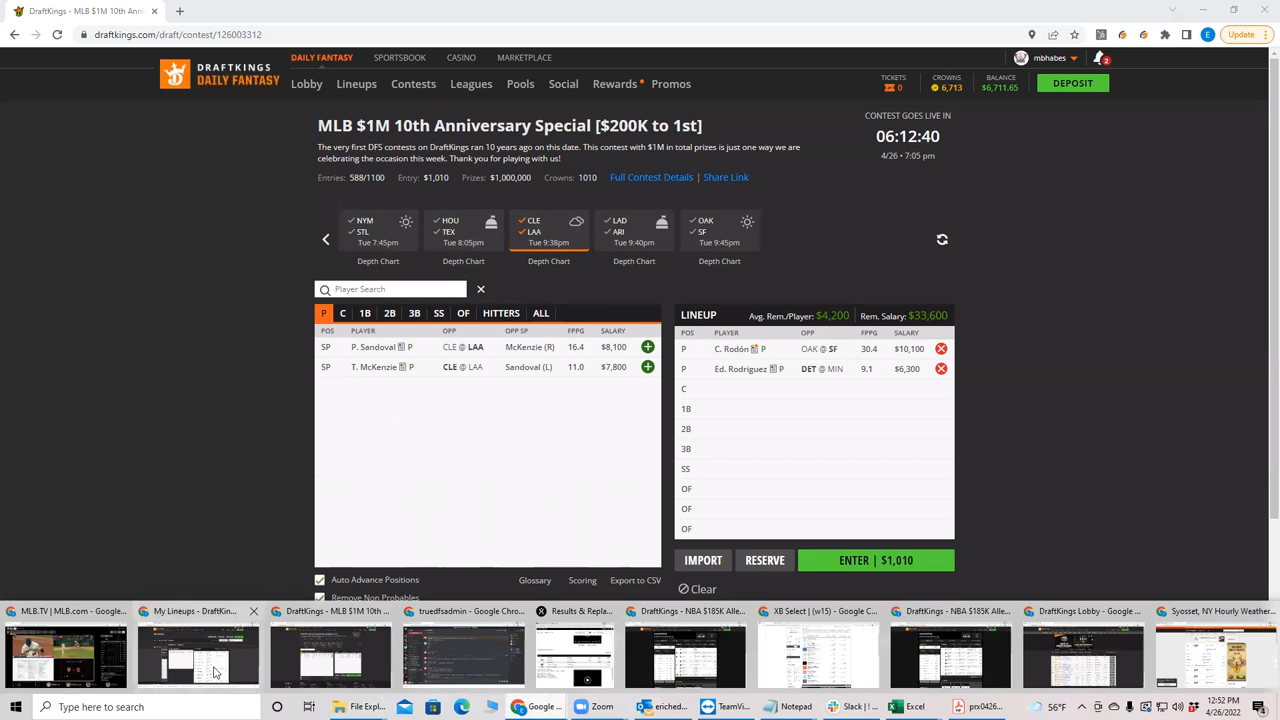 DraftKings - MLB $1M 10th Anni
draftkings.com/draft/contest/126003312
E
Update
DRAFTKINGS
DAILY FANTASY
DAILY FANTASY SPORTSBOOK CASINO MARKETPLACE
mbhabes
2
Lobby Lineups Contests Leagues Pools Social Rewards Promos
TICKETS
0
CROWNS
6,713
BALANCE
$6,711.65
DEPOSIT
MLB $1M 10th Anniversary Special [$200K to 1st]
The very first DFS contests on DraftKings ran 10 years ago on this date. This contest with $1M in total prizes is just one way we are
celebrating the occasion this week. Thank you for playing with us!
Entries: 588/1100 Entry: $1,010 Prizes: $1,000,000 Crowns: 1010 Full Contest Details | Share Link
CONTEST GOES LIVE IN
06:12:40
4/26 • 7:05 pm
NYM
STL
Tue 7:45pm
Depth Chart
HOU
TEX
Tue 8:05pm
Depth Chart
CLE
LAA
Tue 9:38pm
Depth Chart
LAD
ARI
Tue 9:40pm
Depth Chart
OAK
SF
Tue 9:45pm
Depth Chart
Player Search
P C 1B 2B 3B SS OF HITTERS ALL
POS PLAYER OPP OPP SP FPPG SALARY
SP P. Sandoval P CLE @ LAA McKenzie (R) 16.4 $8,100
SP T. McKenzie P CLE @ LAA Sandoval (L) 11.0 $7,800
LINEUP Avg. Rem./Player: $4,200 Rem. Salary: $33,600
POS PLAYER OPP FPPG SALARY
P C. Rodón P OAK @ SF 30.4 $10,100
P Ed. Rodriguez P DET @ MIN 9.1 $6,300
C
1B
2B
3B
SS
OF
OF
OF
IMPORT RESERVE ENTER | $1,010
Clear
Auto Advance Positions
Glossary Scoring Export to CSV
Remove Non Probables
MLB.TV | MLB.com - Google...
My Lineups - DraftKin...
DraftKings - MLB $1M 10th ...
truedfsadmin - Google Chro...
Results & Repla...
DraftKings - NBA $185K Alle...
XB Select | (w15) - Google C...
DraftKings - NBA $185K Alle...
DraftKings Lobby - Google ...
Syosset, NY Hourly Weather...
Type here to search
File Expl...
Google ...
Zoom
eriched...
TeamVi...
Notepad
Slack | ! ...
Excel
prx0426...
56°F
12:52 PM
4/26/2022